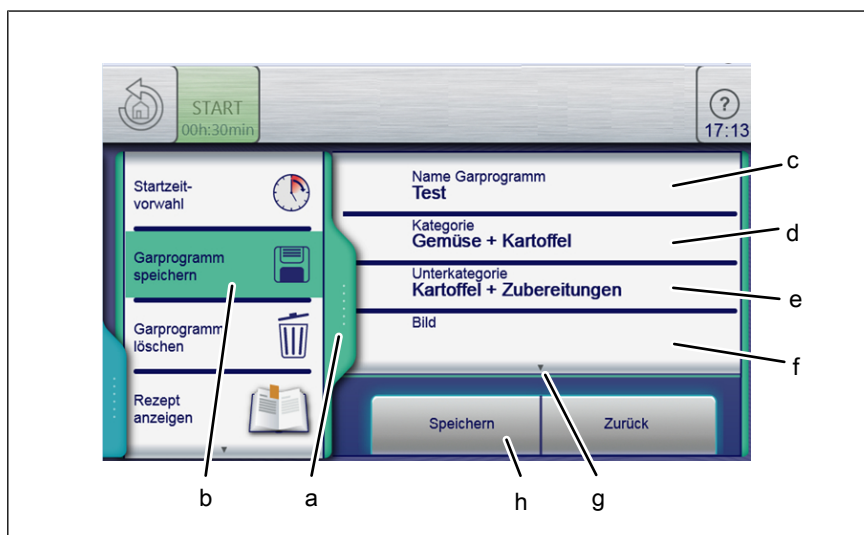 START
00h:30min
?
17:13
Startzeit-
vorwahl
Garprogramm
speichern
Garprogramm
löschen
Rezept
anzeigen
Name Garprogramm
Test
Kategorie
Gemüse + Kartoffel
Unterkategorie
Kartoffel + Zubereitungen
Bild
Speichern
Zurück
c
d
e
f
b
a
h
g